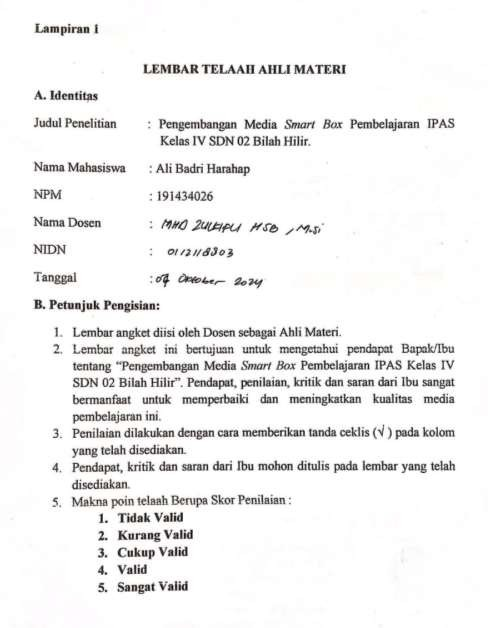 Lampiran 1
LEMBAR TELAAH AHLI MATERI
A. Identitas
Judul Penelitian : Pengembangan Media Smart Box Pembelajaran IPAS
Kelas IV SDN 02 Bilah Hilir.
Nama Mahasiswa : Ali Badri Harahap
NPM : 191434026
Nama Dosen : MHD ZULKIFLI HSB, M.Si
NIDN : 0112118803
Tanggal : Oktober 2024
B. Petunjuk Pengisian:
1. Lembar angket diisi oleh Dosen sebagai Ahli Materi.
2. Lembar angket ini bertujuan untuk mengetahui pendapat Bapak/Ibu
tentang “Pengembangan Media Smart Box Pembelajaran IPAS Kelas IV
SDN 02 Bilah Hilir”. Pendapat, penilaian, kritik dan saran dari Ibu sangat
bermanfaat untuk memperbaiki dan meningkatkan kualitas media
pembelajaran ini.
3. Penilaian dilakukan dengan cara memberikan tanda ceklis (√ ) pada kolom
yang telah disediakan.
4. Pendapat, kritik dan saran dari Ibu mohon ditulis pada lembar yang telah
disediakan.
5. Makna poin telaah Berupa Skor Penilaian :
1. Tidak Valid
2. Kurang Valid
3. Cukup Valid
4. Valid
5. Sangat Valid